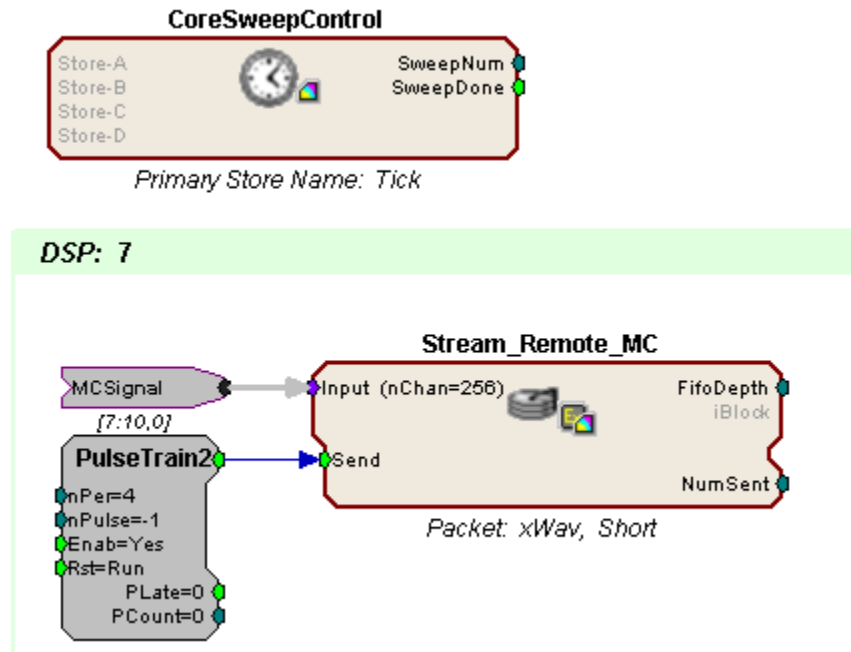 CoreSweepControl
Store-A
SweepNum
Store-B
SweepDone
Store-C
Store-D
Primary Store Name: Tick
DSP: 7
Stream_Remote_MC
MCSignal
Input (nChan=256)
FifoDepth
iBlock
[7:10,0]
PulseTrain2
Send
nPer=4
NumSent
nPulse=-1
Packet: xWav, Short
Enab=Yes
Rst=Run
PLate=0
PCount=0